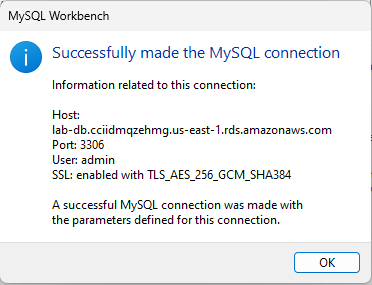 MySQL Workbench
Successfully made the MySQL connection
Information related to this connection:
Host:
lab-db.cciidmqzehmg.us-east-1.rds.amazonaws.com
Port: 3306
User: admin
SSL: enabled with TLS_AES_256_GCM_SHA384
A successful MySQL connection was made with
the parameters defined for this connection.
OK